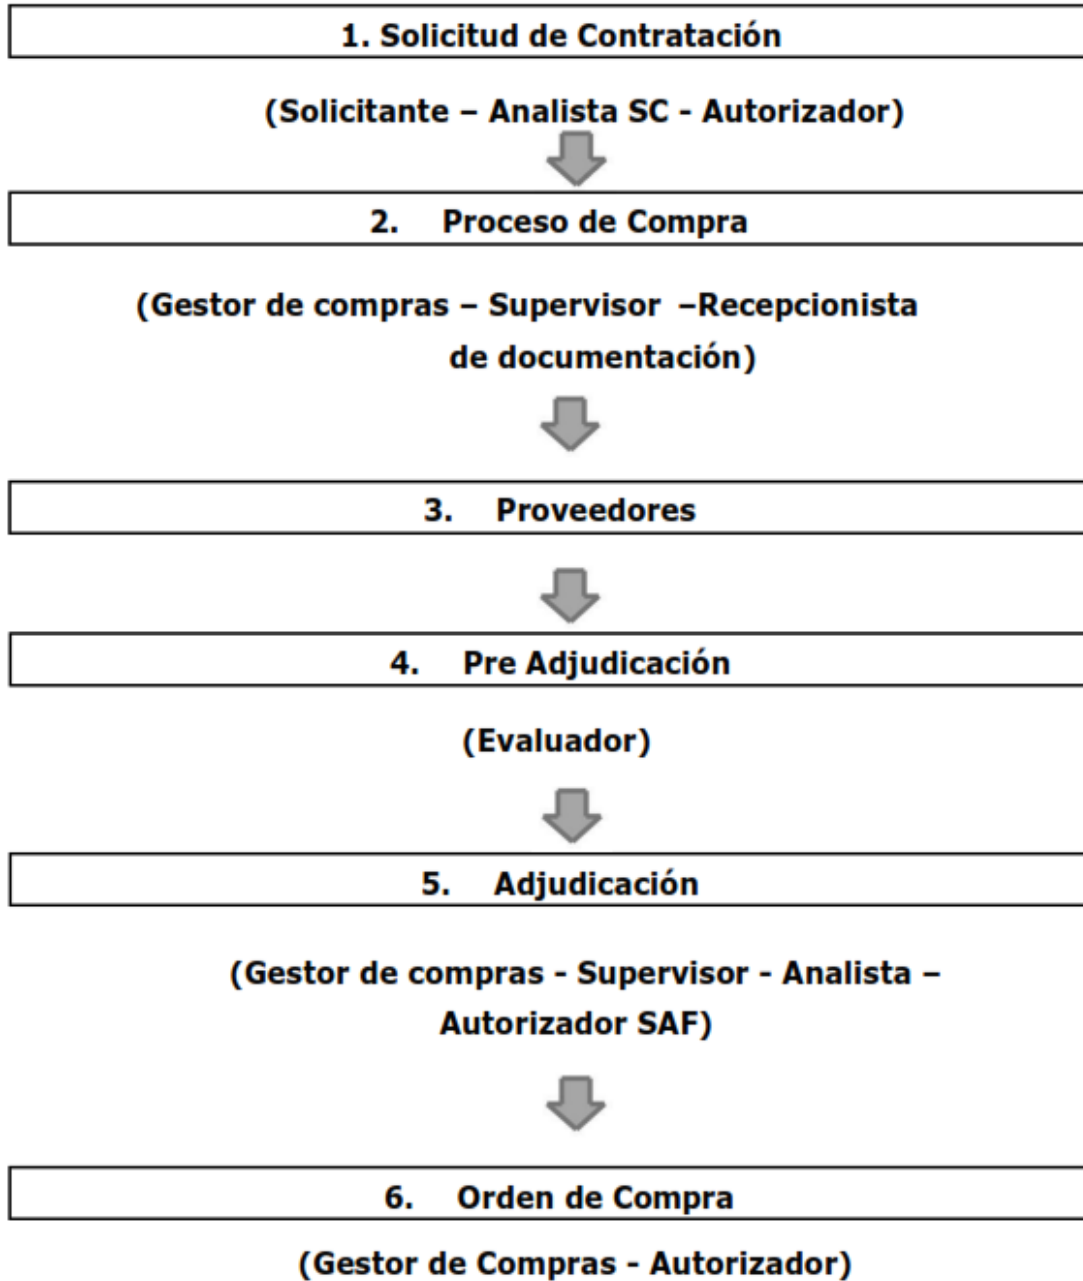 1. Solicitud de Contratación
(Solicitante – Analista SC - Autorizador)
2. Proceso de Compra
(Gestor de compras – Supervisor –Recepcionista
de documentación)
3. Proveedores
4. Pre Adjudicación
(Evaluador)
5. Adjudicación
(Gestor de compras - Supervisor - Analista –
Autorizador SAF)
6. Orden de Compra
(Gestor de Compras - Autorizador)